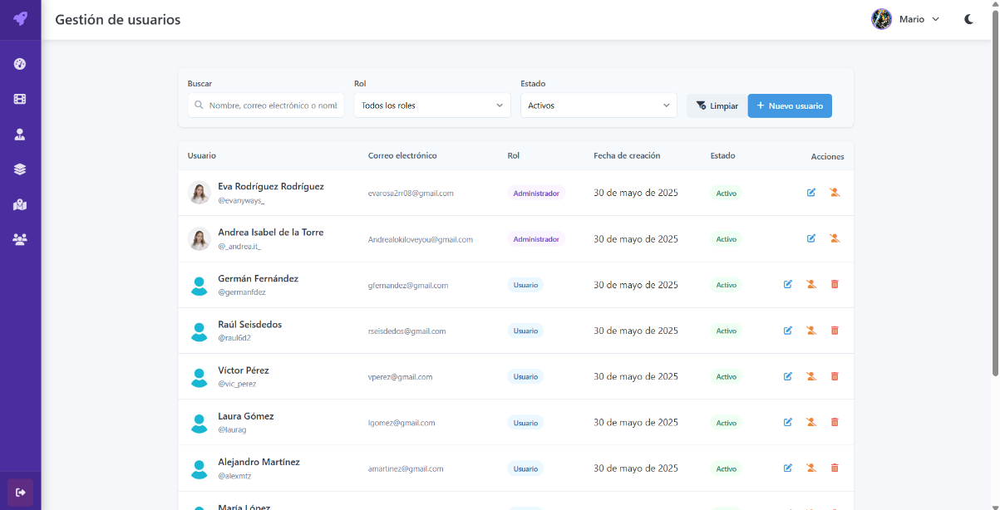 Gestión de usuarios
Mario
Buscar
Rol
Estado
Nombre, correo electrónico o nomb
Todos los roles
Activos
Limpiar
+ Nuevo usuario
Usuario Correo electrónico Rol Fecha de creación Estado Acciones
Eva Rodríguez Rodríguez
@evanyways_
evarosa2rr08@gmail.com
Administrador
30 de mayo de 2025
Activo
Andrea Isabel de la Torre
@_andrea.it_
Andrealokiloveyou@gmail.com
Administrador
30 de mayo de 2025
Activo
Germán Fernández
@germanfdez
gfernandez@gmail.com
Usuario
30 de mayo de 2025
Activo
Raúl Seisdedos
@raul6d2
rseisdedos@gmail.com
Usuario
30 de mayo de 2025
Activo
Víctor Pérez
@vic_perez
vperez@gmail.com
Usuario
30 de mayo de 2025
Activo
Laura Gómez
@laurag
lgomez@gmail.com
Usuario
30 de mayo de 2025
Activo
Alejandro Martínez
@alexmtz
amartinez@gmail.com
Usuario
30 de mayo de 2025
Activo
María López